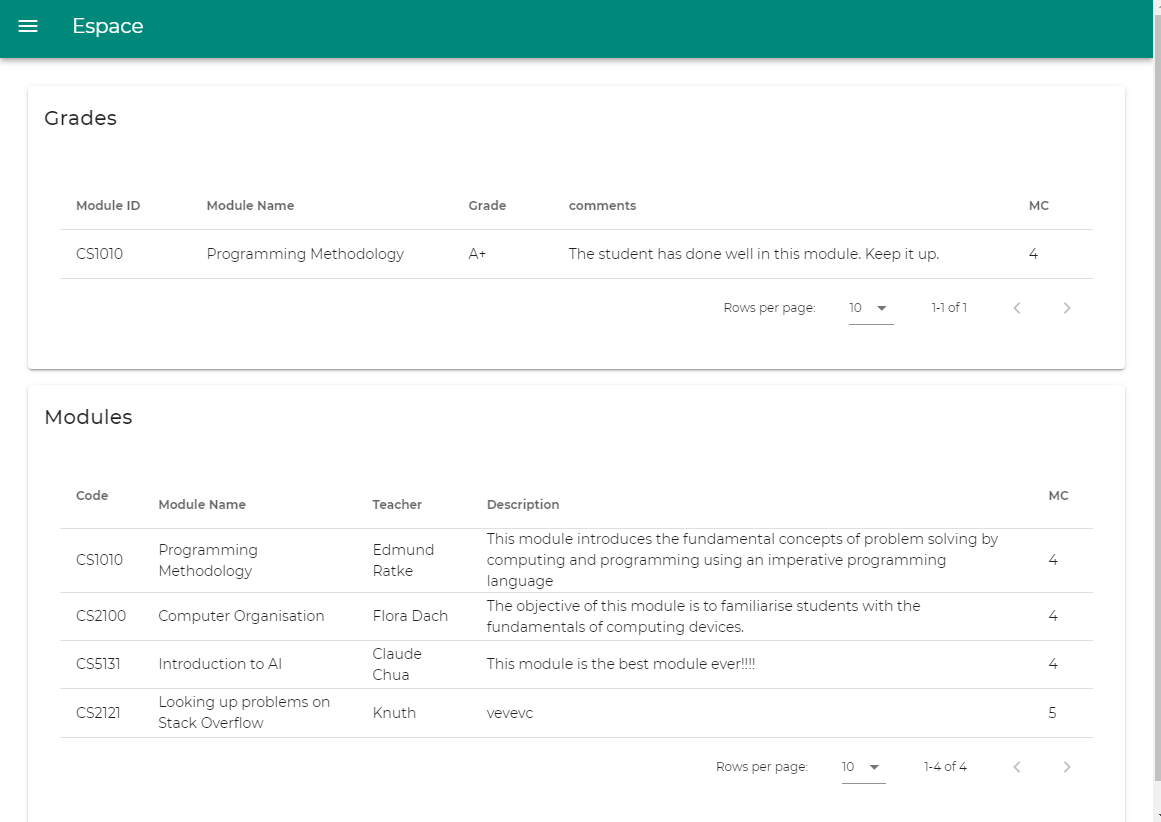 Espace
Grades
Module ID Module Name Grade comments MC
CS1010 Programming Methodology A+ The student has done well in this module. Keep it up. 4
Rows per page: 10 1-1 of 1
Modules
Code Module Name Teacher Description MC
CS1010 Programming Methodology Edmund Ratke This module introduces the fundamental concepts of problem solving by computing and programming using an imperative programming language 4
CS2100 Computer Organisation Flora Dach The objective of this module is to familiarise students with the fundamentals of computing devices. 4
CS5131 Introduction to AI Claude Chua This module is the best module ever!!!! 4
CS2121 Looking up problems on Stack Overflow Knuth vevevc 5
Rows per page: 10 1-4 of 4